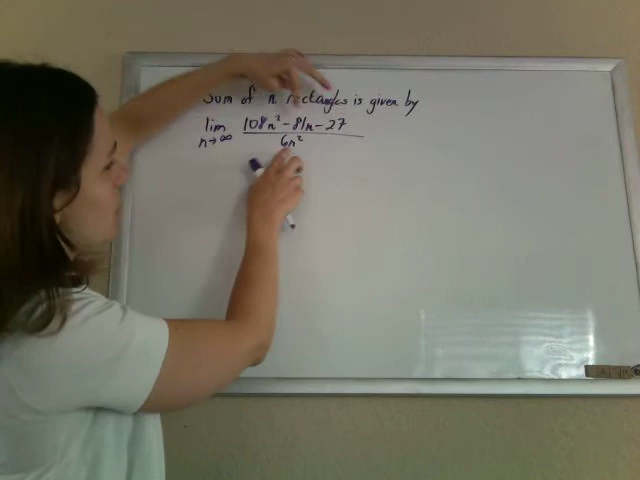 Sum of n rectangles is given by
lim 108n² - 81n - 27
n→∞ 6n²